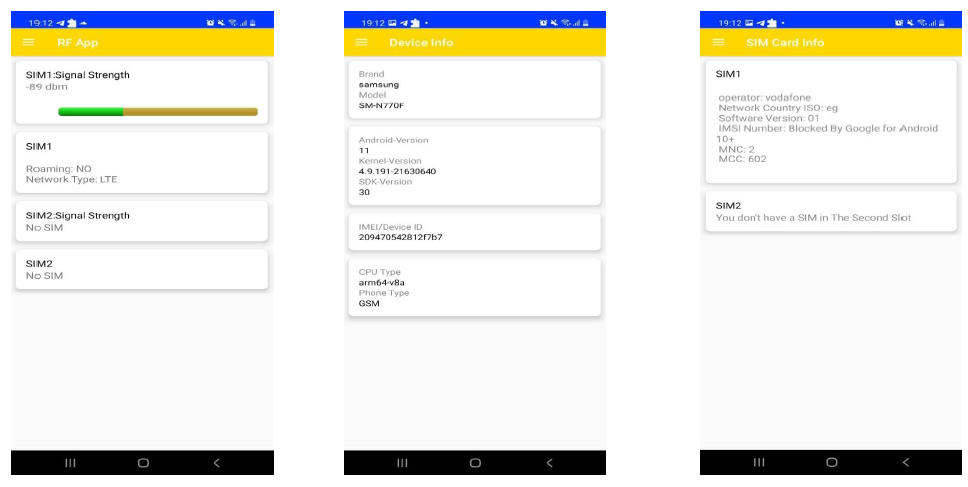 19:12
RF App
SIM1:Signal Strength
-89 dbm
SIM1
Roaming: NO
Network Type: LTE
SIM2:Signal Strength
No SIM
SIM2
No SIM
19:12
Device Info
Brand
samsung
Model
SM-N770F
Android-Version
11
Kernel-Version
4.9.191-21630640
SDK-Version
30
IMEI/Device ID
209470542812f7b7
CPU Type
arm64-v8a
Phone Type
GSM
19:12
SIM Card Info
SIM1
operator: vodafone
Network Country ISO: eg
Software Version: 01
IMSI Number: Blocked By Google for Android
10+
MNC: 2
MCC: 602
SIM2
You don't have a SIM in The Second Slot